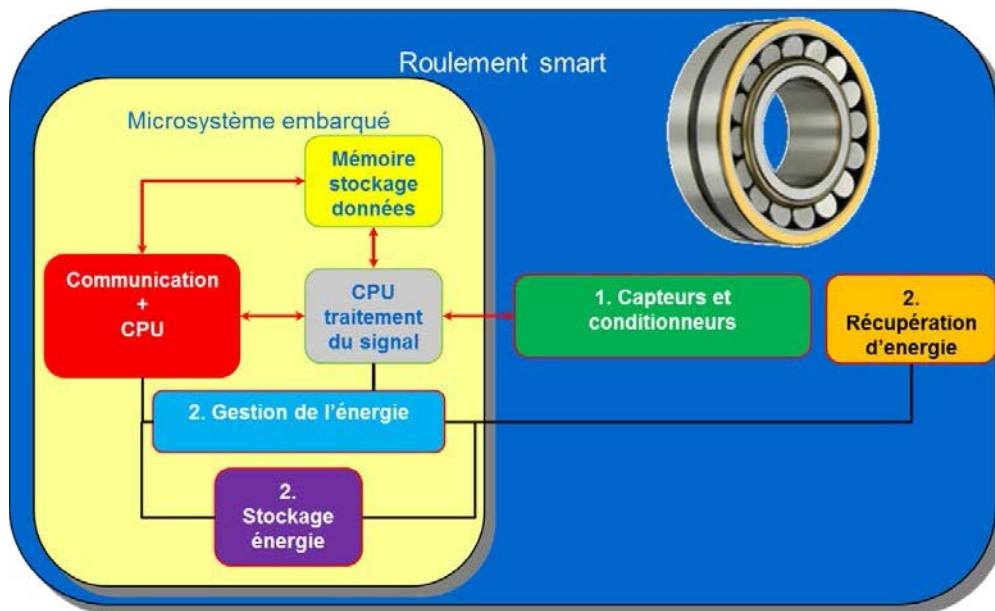 Roulement smart
Microsystème embarqué
Mémoire
stockage
données
Communication
+
CPU
CPU
traitement
du signal
1. Capteurs et
conditionneurs
2.
Récupération
d'energie
2. Gestion de l'énergie
2.
Stockage
énergie